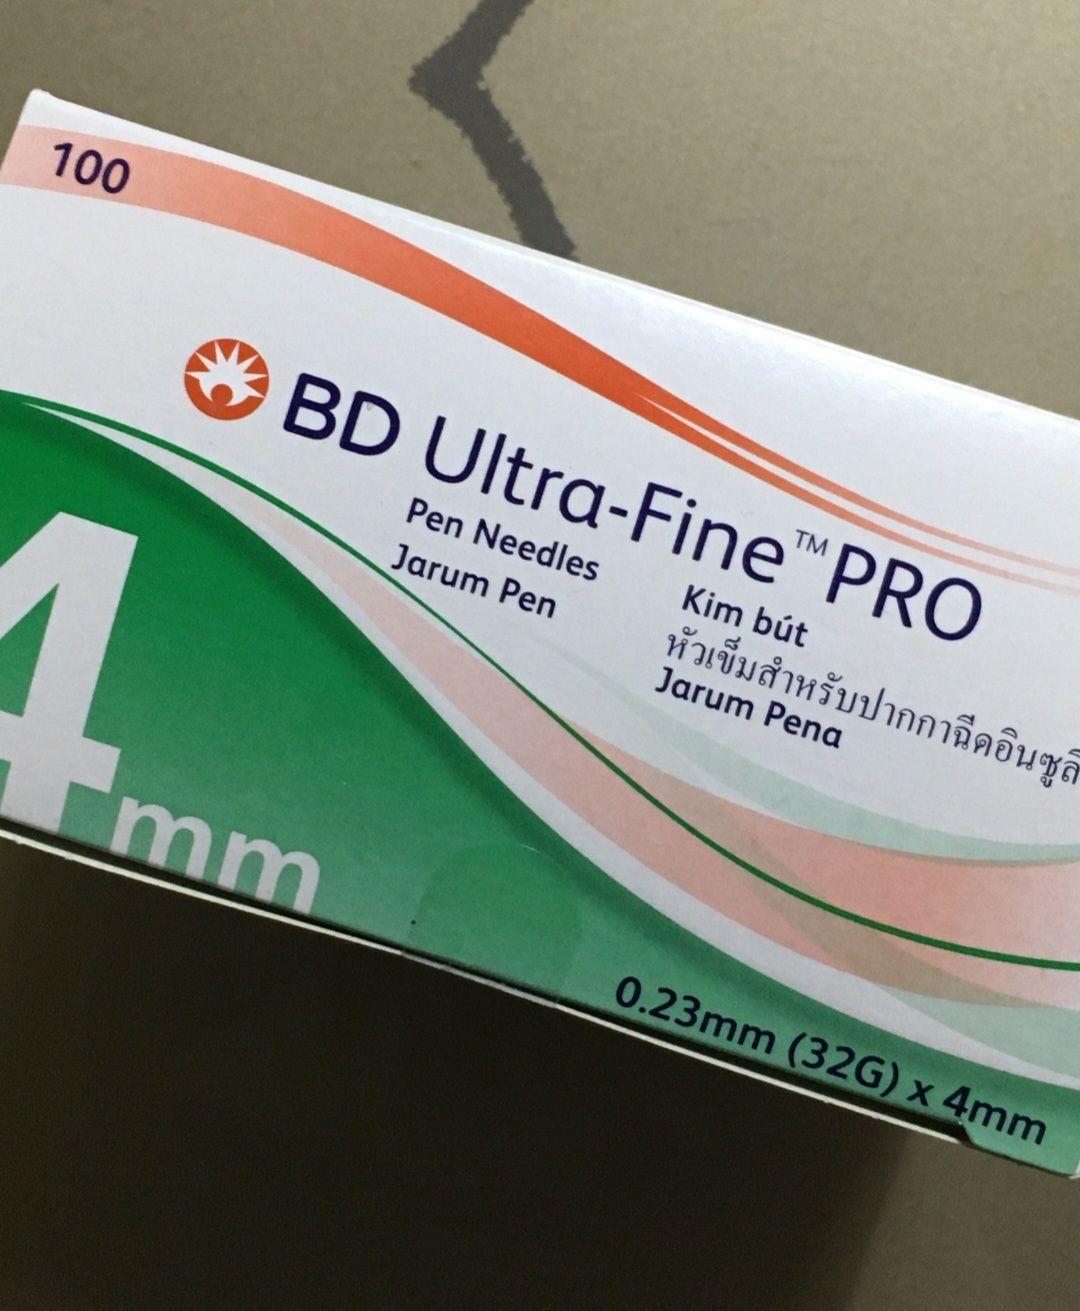 100
BD Ultra-Fine™ PRO
Pen Needles
Jarum Pen
Kim bút
หัวเข็มสำหรับปากกาฉีดอินซูลิ
Jarum Pena
4mm
0.23mm (32G) x 4mm